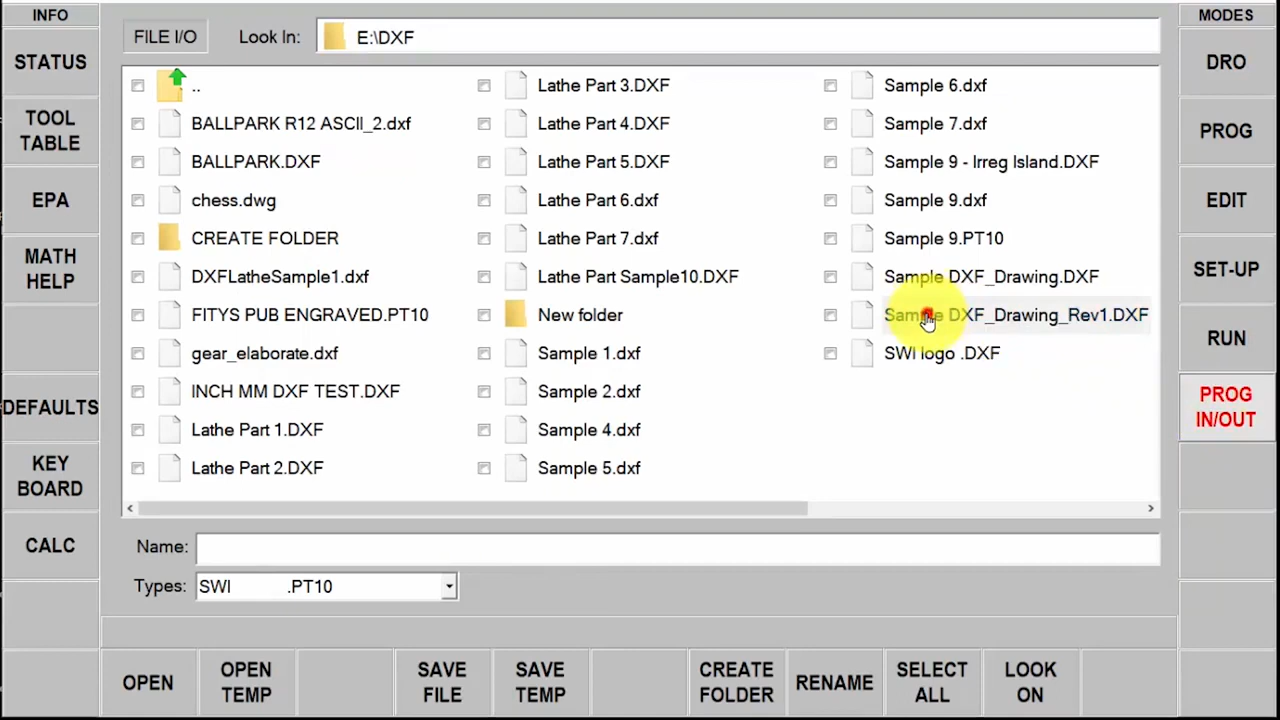 INFO
STATUS
TOOL
TABLE
EPA
MATH
HELP
DEFAULTS
KEY
BOARD
CALC
FILE I/O
Look In:
E:\DXF
..
BALLPARK R12 ASCII_2.dxf
BALLPARK.DXF
chess.dwg
CREATE FOLDER
DXFLatheSample1.dxf
FITYS PUB ENGRAVED.PT10
gear_elaborate.dxf
INCH MM DXF TEST.DXF
Lathe Part 1.DXF
Lathe Part 2.DXF
Lathe Part 3.DXF
Lathe Part 4.DXF
Lathe Part 5.DXF
Lathe Part 6.dxf
Lathe Part 7.dxf
Lathe Part Sample10.DXF
New folder
Sample 1.dxf
Sample 2.dxf
Sample 4.dxf
Sample 5.dxf
Sample 6.dxf
Sample 7.dxf
Sample 9 - Irreg Island.DXF
Sample 9.dxf
Sample 9.PT10
Sample DXF_Drawing.DXF
Sample DXF_Drawing_Rev1.DXF
SWI logo .DXF
Name:
Types:
SWI .PT10
OPEN
OPEN
TEMP
SAVE
FILE
SAVE
TEMP
CREATE
FOLDER
RENAME
SELECT
ALL
LOOK
ON
MODES
DRO
PROG
EDIT
SET-UP
RUN
PROG
IN/OUT